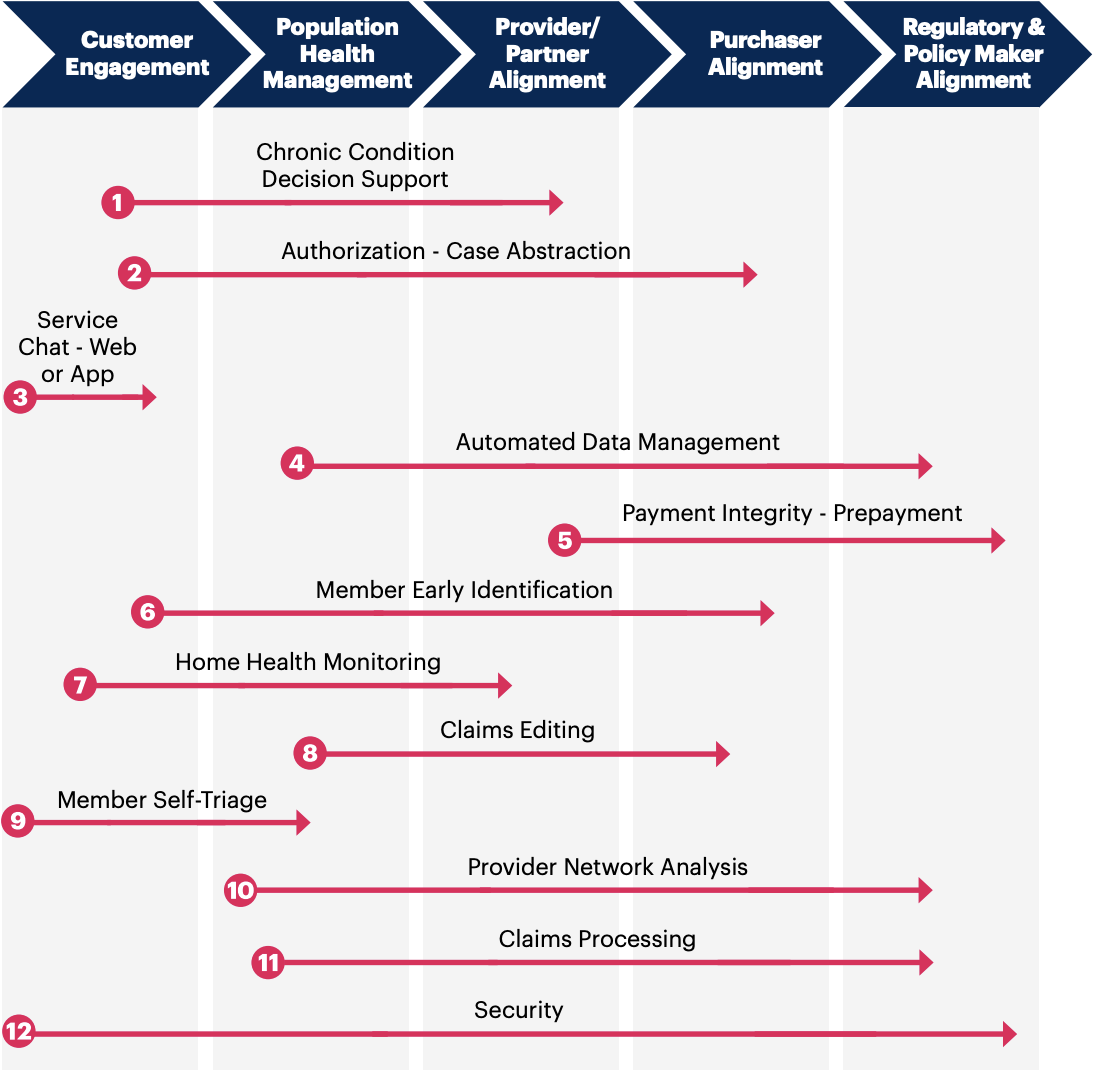 Customer
Engagement
Population
Health
Management
Provider/
Partner
Alignment
Purchaser
Alignment
Regulatory &
Policy Maker
Alignment
Chronic Condition
Decision Support
1
Authorization - Case Abstraction
2
Service
Chat - Web
or App
3
Automated Data Management
4
Payment Integrity - Prepayment
5
Member Early Identification
6
Home Health Monitoring
7
Claims Editing
8
Member Self-Triage
9
Provider Network Analysis
10
Claims Processing
11
Security
12